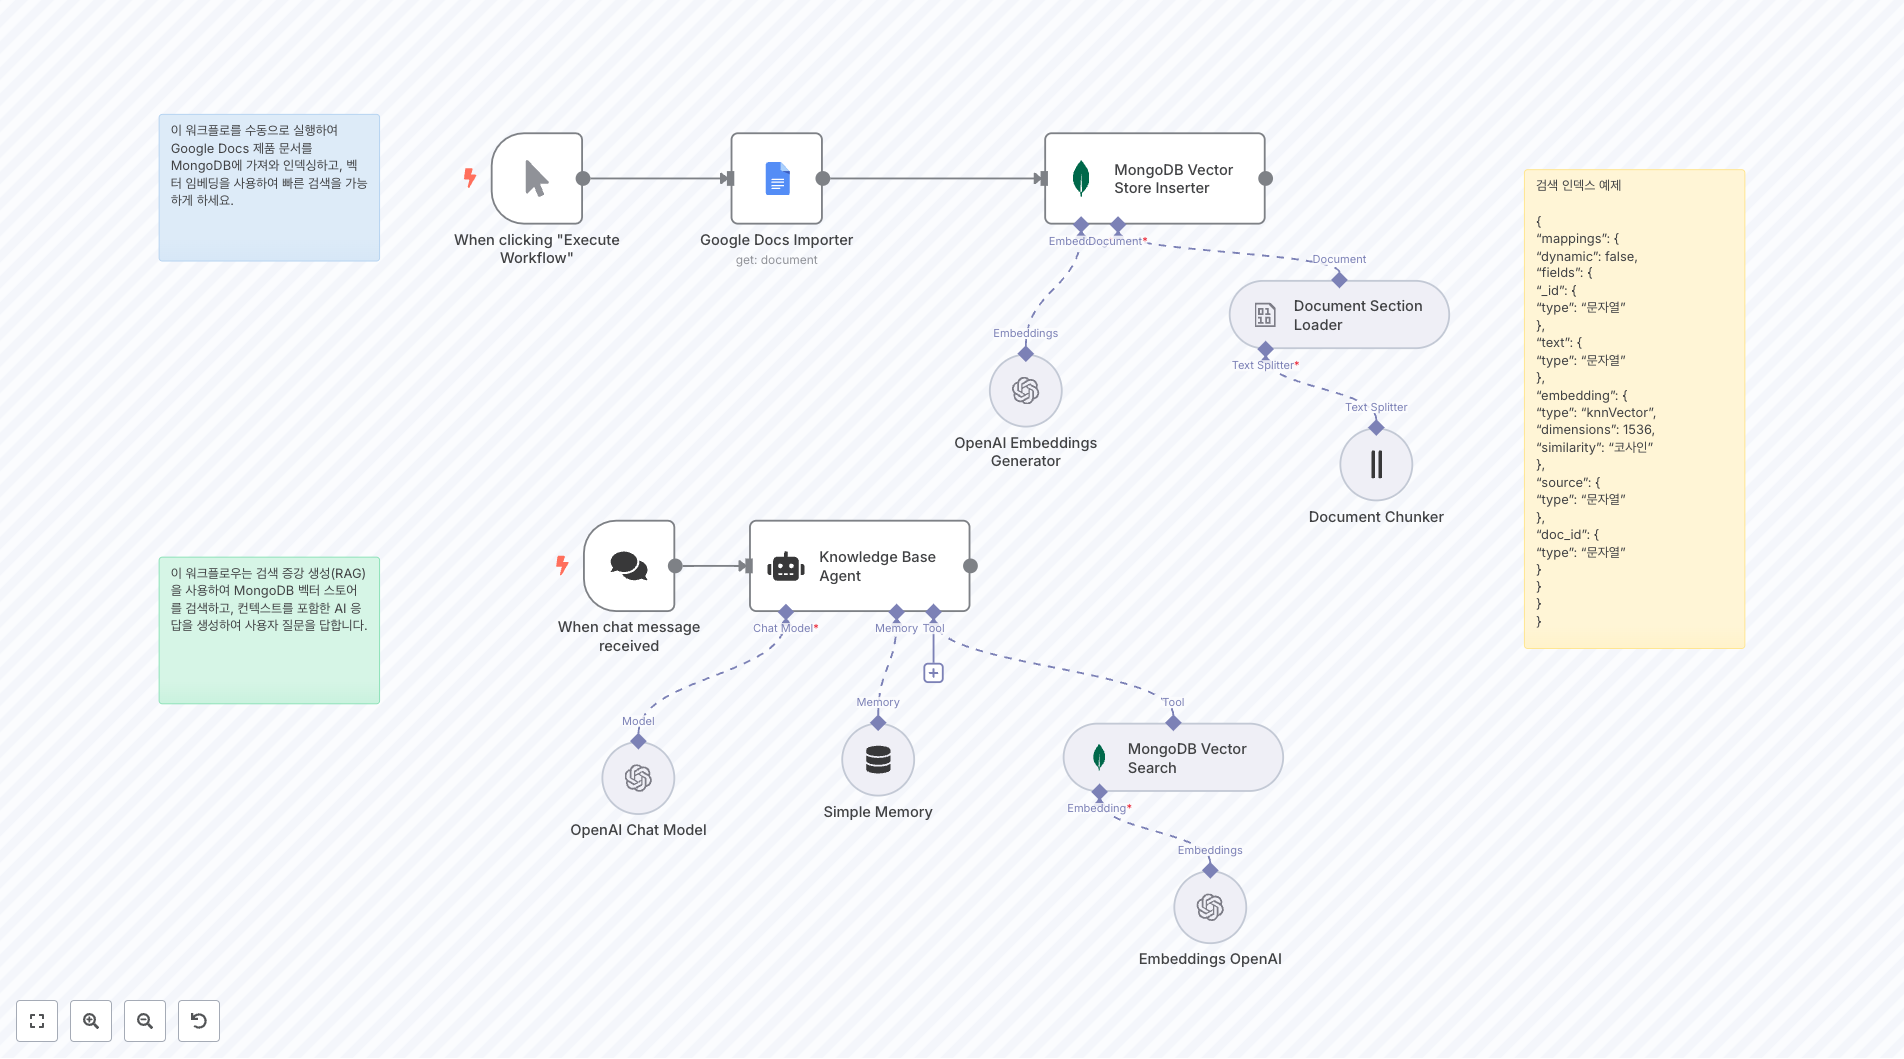 이 워크플로를 수동으로 실행하여
Google Docs 제품 문서를
MongoDB에 가져와 인덱싱하고, 벡
터 임베딩을 사용하여 빠른 검색을 가능
하게 하세요.
When clicking "Execute
Workflow"
Google Docs Importer
get: document
MongoDB Vector
Store Inserter
Embed
Document*
Document
Document Section
Loader
Text Splitter*
Text Splitter
Document Chunker
Embeddings
OpenAI Embeddings
Generator
검색 인덱스 예제
{
“mappings”: {
“dynamic”: false,
“fields”: {
“_id”: {
“type”: “문자열”
},
“text”: {
“type”: “문자열”
},
“embedding”: {
“type”: “knnVector”,
“dimensions”: 1536,
“similarity”: “코사인”
},
“source”: {
“type”: “문자열”
},
“doc_id”: {
“type”: “문자열”
}
}
}
}
이 워크플로우는 검색 증강 생성(RAG)
을 사용하여 MongoDB 벡터 스토어
를 검색하고, 컨텍스트를 포함한 AI 응
답을 생성하여 사용자 질문을 답합니다.
When chat message
received
Knowledge Base
Agent
Chat Model*
Memory
Tool
Model
OpenAI Chat Model
Memory
Simple Memory
Tool
MongoDB Vector
Search
Embedding*
Embeddings
Embeddings OpenAI